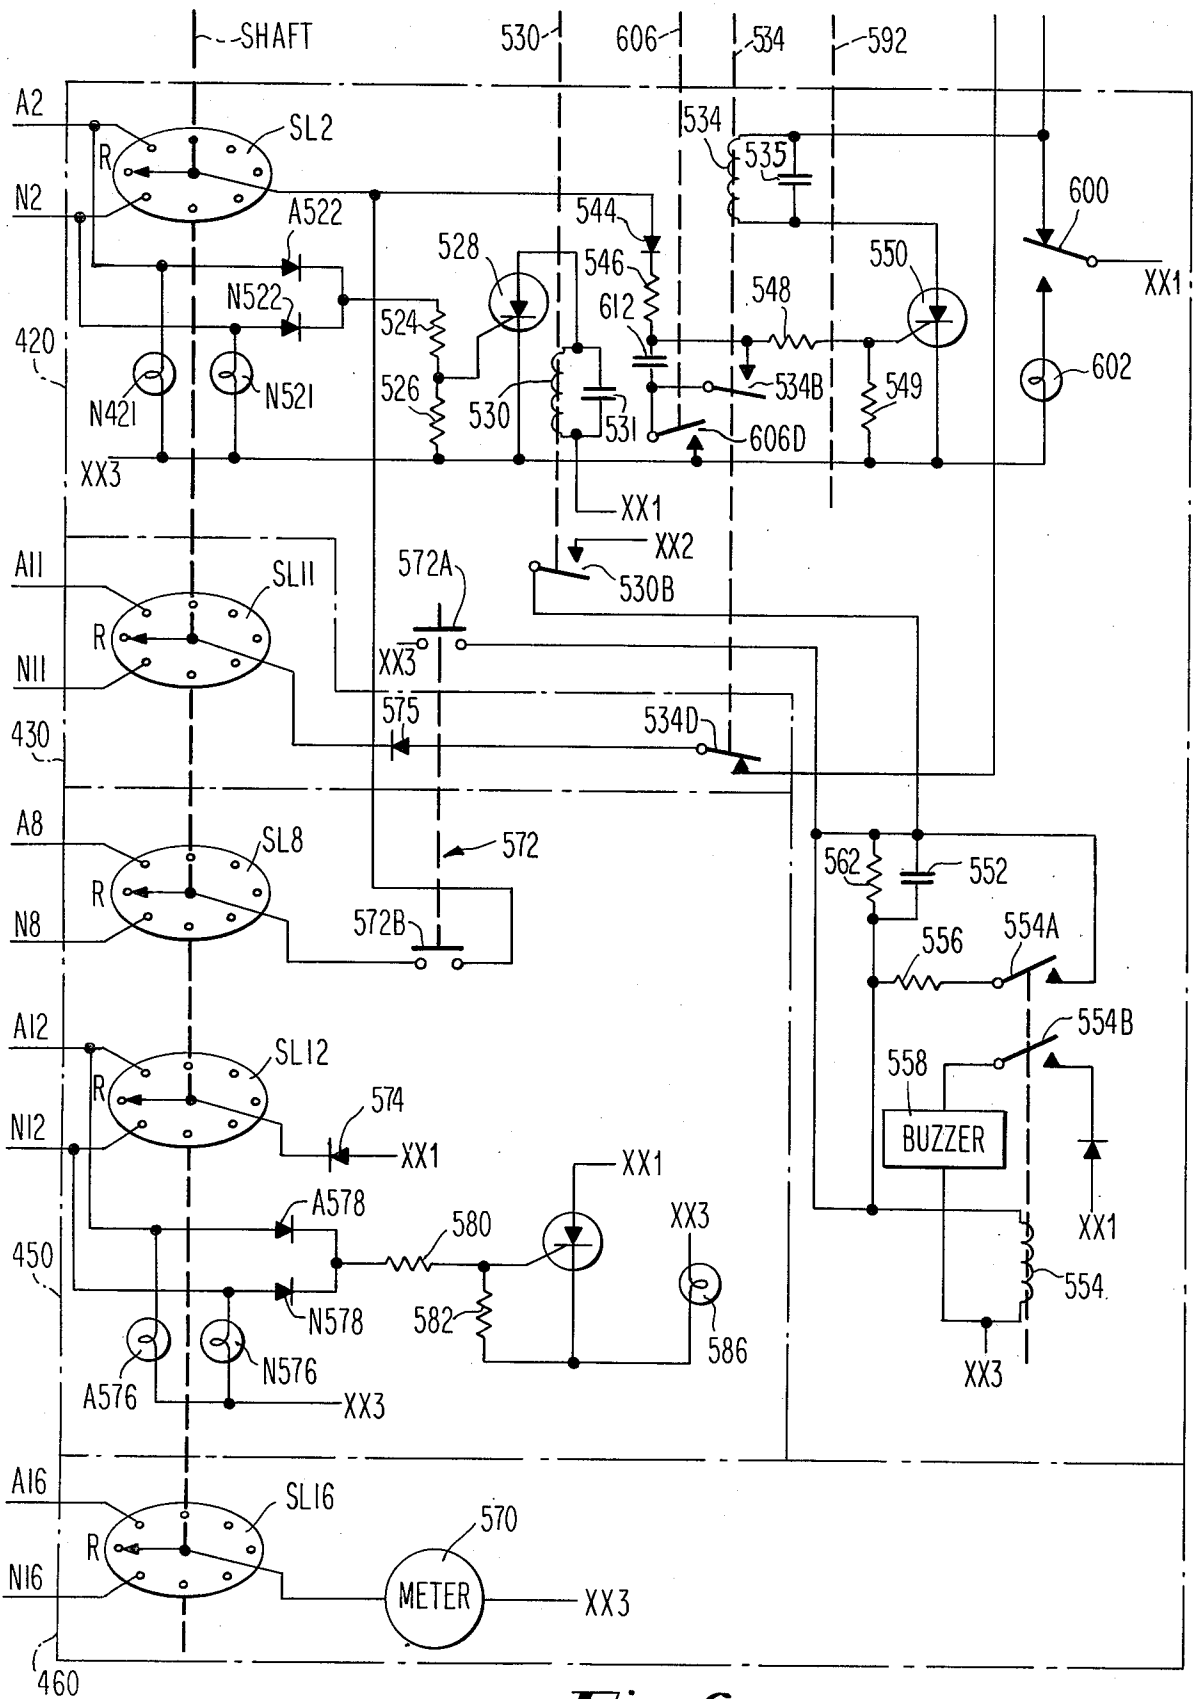 SHAFT 530 606 534 592
A2 SL2 534 535
R
N2 A522 544 600
528 546 550 XX1
N522 612 548
524
420 602
526 530 534B 549
N421 N521 531 606D
XX3 XX1
XX2
A11 SL11 572A 530B
R
XX3
N11
575 534D
430
A8 SL8 572 562 552
R
N8 572B 556 554A
A12 SL12 554B
R 574 558
N12 XX1 BUZZER
XX1
A578 580 XX3 XX1
450
N578 582 554
N576 586
A576 XX3 XX3
A16 SL16 570
R
N16 METER XX3
460